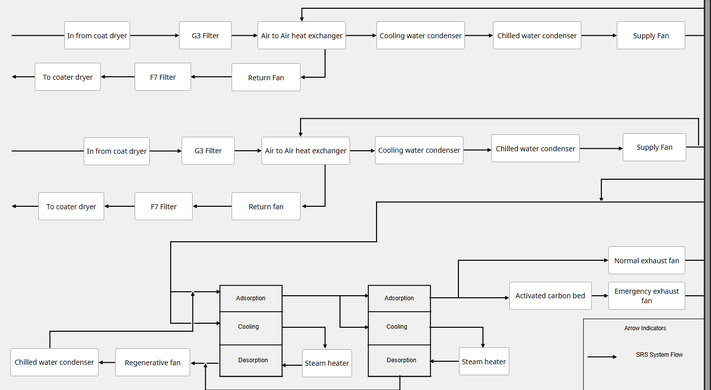 In from coat dryer
G3 Filter
Air to Air heat exchanger
Cooling water condenser
Chilled water condenser
Supply Fan
To coater dryer
F7 Filter
Return Fan
In from coat dryer
G3 Filter
Air to Air heat exchanger
Cooling water condenser
Chilled water condenser
Supply Fan
To coater dryer
F7 Filter
Return fan
Normal exhaust fan
Adsorption
Adsorption
Activated carbon bed
Emergency exhaust
fan
Cooling
Cooling
Arrow Indicators
SRS System Flow
Chilled water condenser
Regenerative fan
Desorption
Steam heater
Desorption
Steam heater